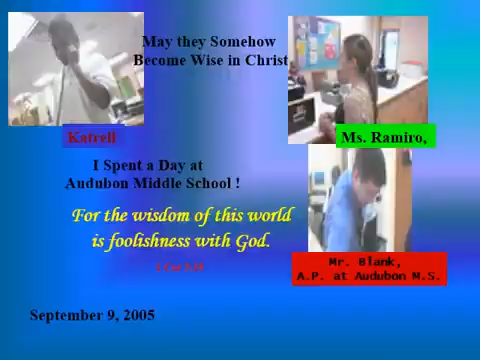 May they Somehow
Become Wise in Christ
Katrell
Ms. Ramiro,
I Spent a Day at
Audubon Middle School !
For the wisdom of this world
is foolishness with God.
Mr. Blank,
A.P. at Audubon M.S.
September 9, 2005